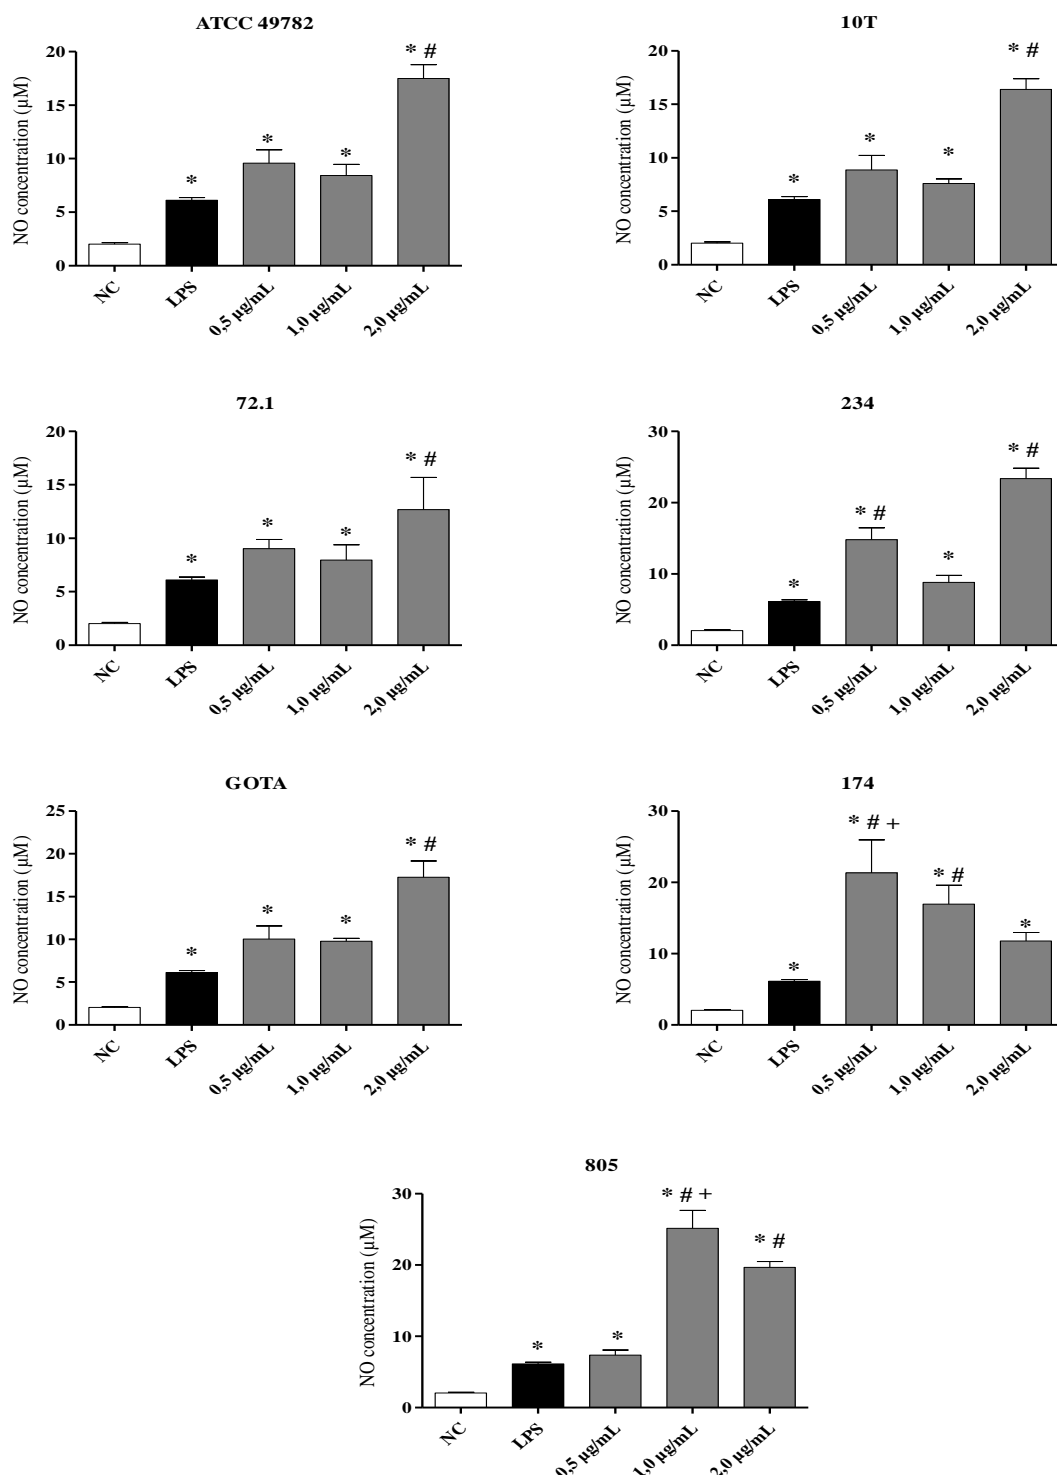 ATCC 49782
NO concentration (µM)
20
15
10
5
0
*
*
*
* #
NC
LPS
0,5 µg/mL
1,0 µg/mL
2,0 µg/mL
10T
NO concentration (µM)
20
15
10
5
0
*
*
*
* #
NC
LPS
0,5 µg/mL
1,0 µg/mL
2,0 µg/mL
72.1
NO concentration (µM)
20
15
10
5
0
*
*
*
* #
NC
LPS
0,5 µg/mL
1,0 µg/mL
2,0 µg/mL
234
NO concentration (µM)
30
20
10
0
*
* #
*
* #
NC
LPS
0,5 µg/mL
1,0 µg/mL
2,0 µg/mL
GOTA
NO concentration (µM)
25
20
15
10
5
0
*
*
*
* #
NC
LPS
0,5 µg/mL
1,0 µg/mL
2,0 µg/mL
174
NO concentration (µM)
30
20
10
0
*
* # +
* #
*
NC
LPS
0,5 µg/mL
1,0 µg/mL
2,0 µg/mL
805
NO concentration (µM)
30
20
10
0
*
*
* # +
* #
NC
LPS
0,5 µg/mL
1,0 µg/mL
2,0 µg/mL